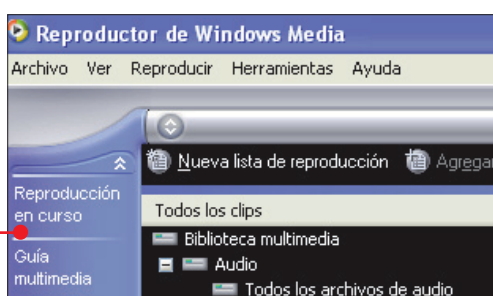 Reproductor de Windows Media
Archivo Ver Reproducir Herramientas Ayuda
Nueva lista de reproducción Agregar
Reproducción
en curso
Todos los clips
Guía
multimedia
Biblioteca multimedia
Audio
Todos los archivos de audio